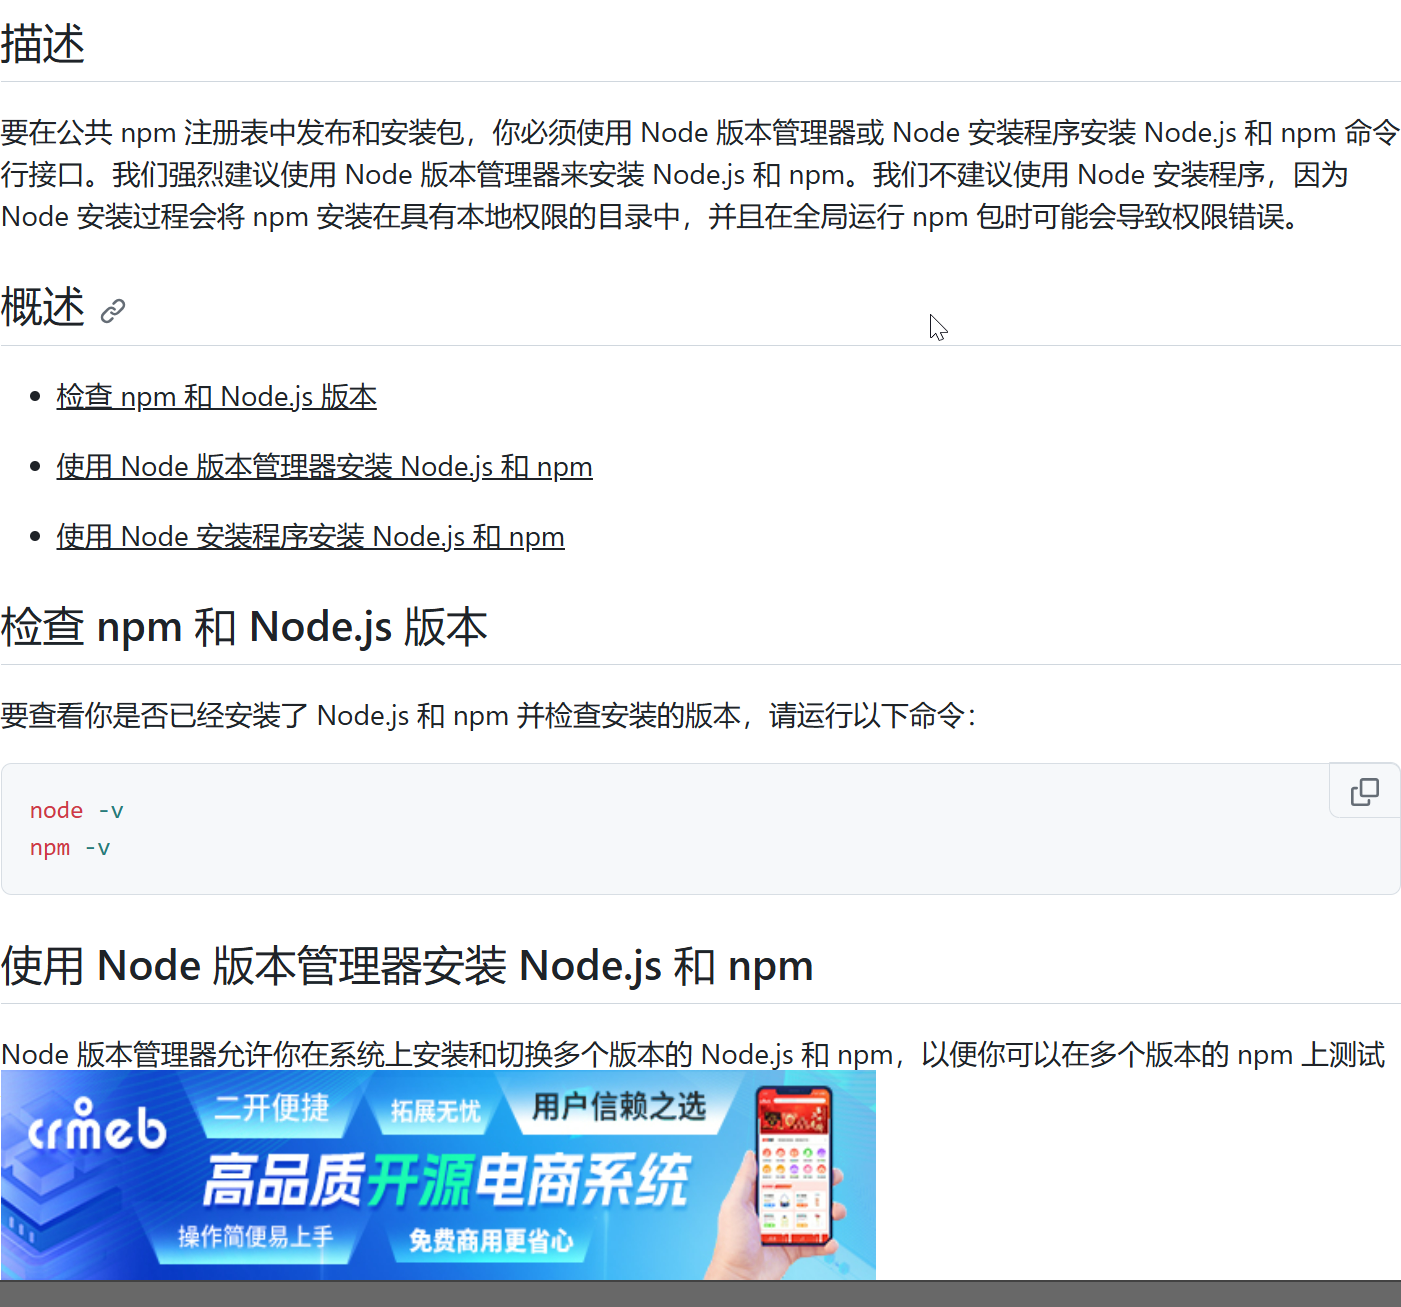 描述
要在公共 npm 注册表中发布和安装包，你必须使用 Node 版本管理器或 Node 安装程序安装 Node.js 和 npm 命令
行接口。我们强烈建议使用 Node 版本管理器来安装 Node.js 和 npm。我们不建议使用 Node 安装程序，因为
Node 安装过程会将 npm 安装在具有本地权限的目录中，并且在全局运行 npm 包时可能会导致权限错误。
概述
检查 npm 和 Node.js 版本
使用 Node 版本管理器安装 Node.js 和 npm
使用 Node 安装程序安装 Node.js 和 npm
检查 npm 和 Node.js 版本
要查看你是否已经安装了 Node.js 和 npm 并检查安装的版本，请运行以下命令：
node -v
npm -v
使用 Node 版本管理器安装 Node.js 和 npm
Node 版本管理器允许你在系统上安装和切换多个版本的 Node.js 和 npm，以便你可以在多个版本的 npm 上测试
crmeb
二开便捷
拓展无忧
用户信赖之选
高品质开源电商系统
操作简便易上手
免费商用更省心